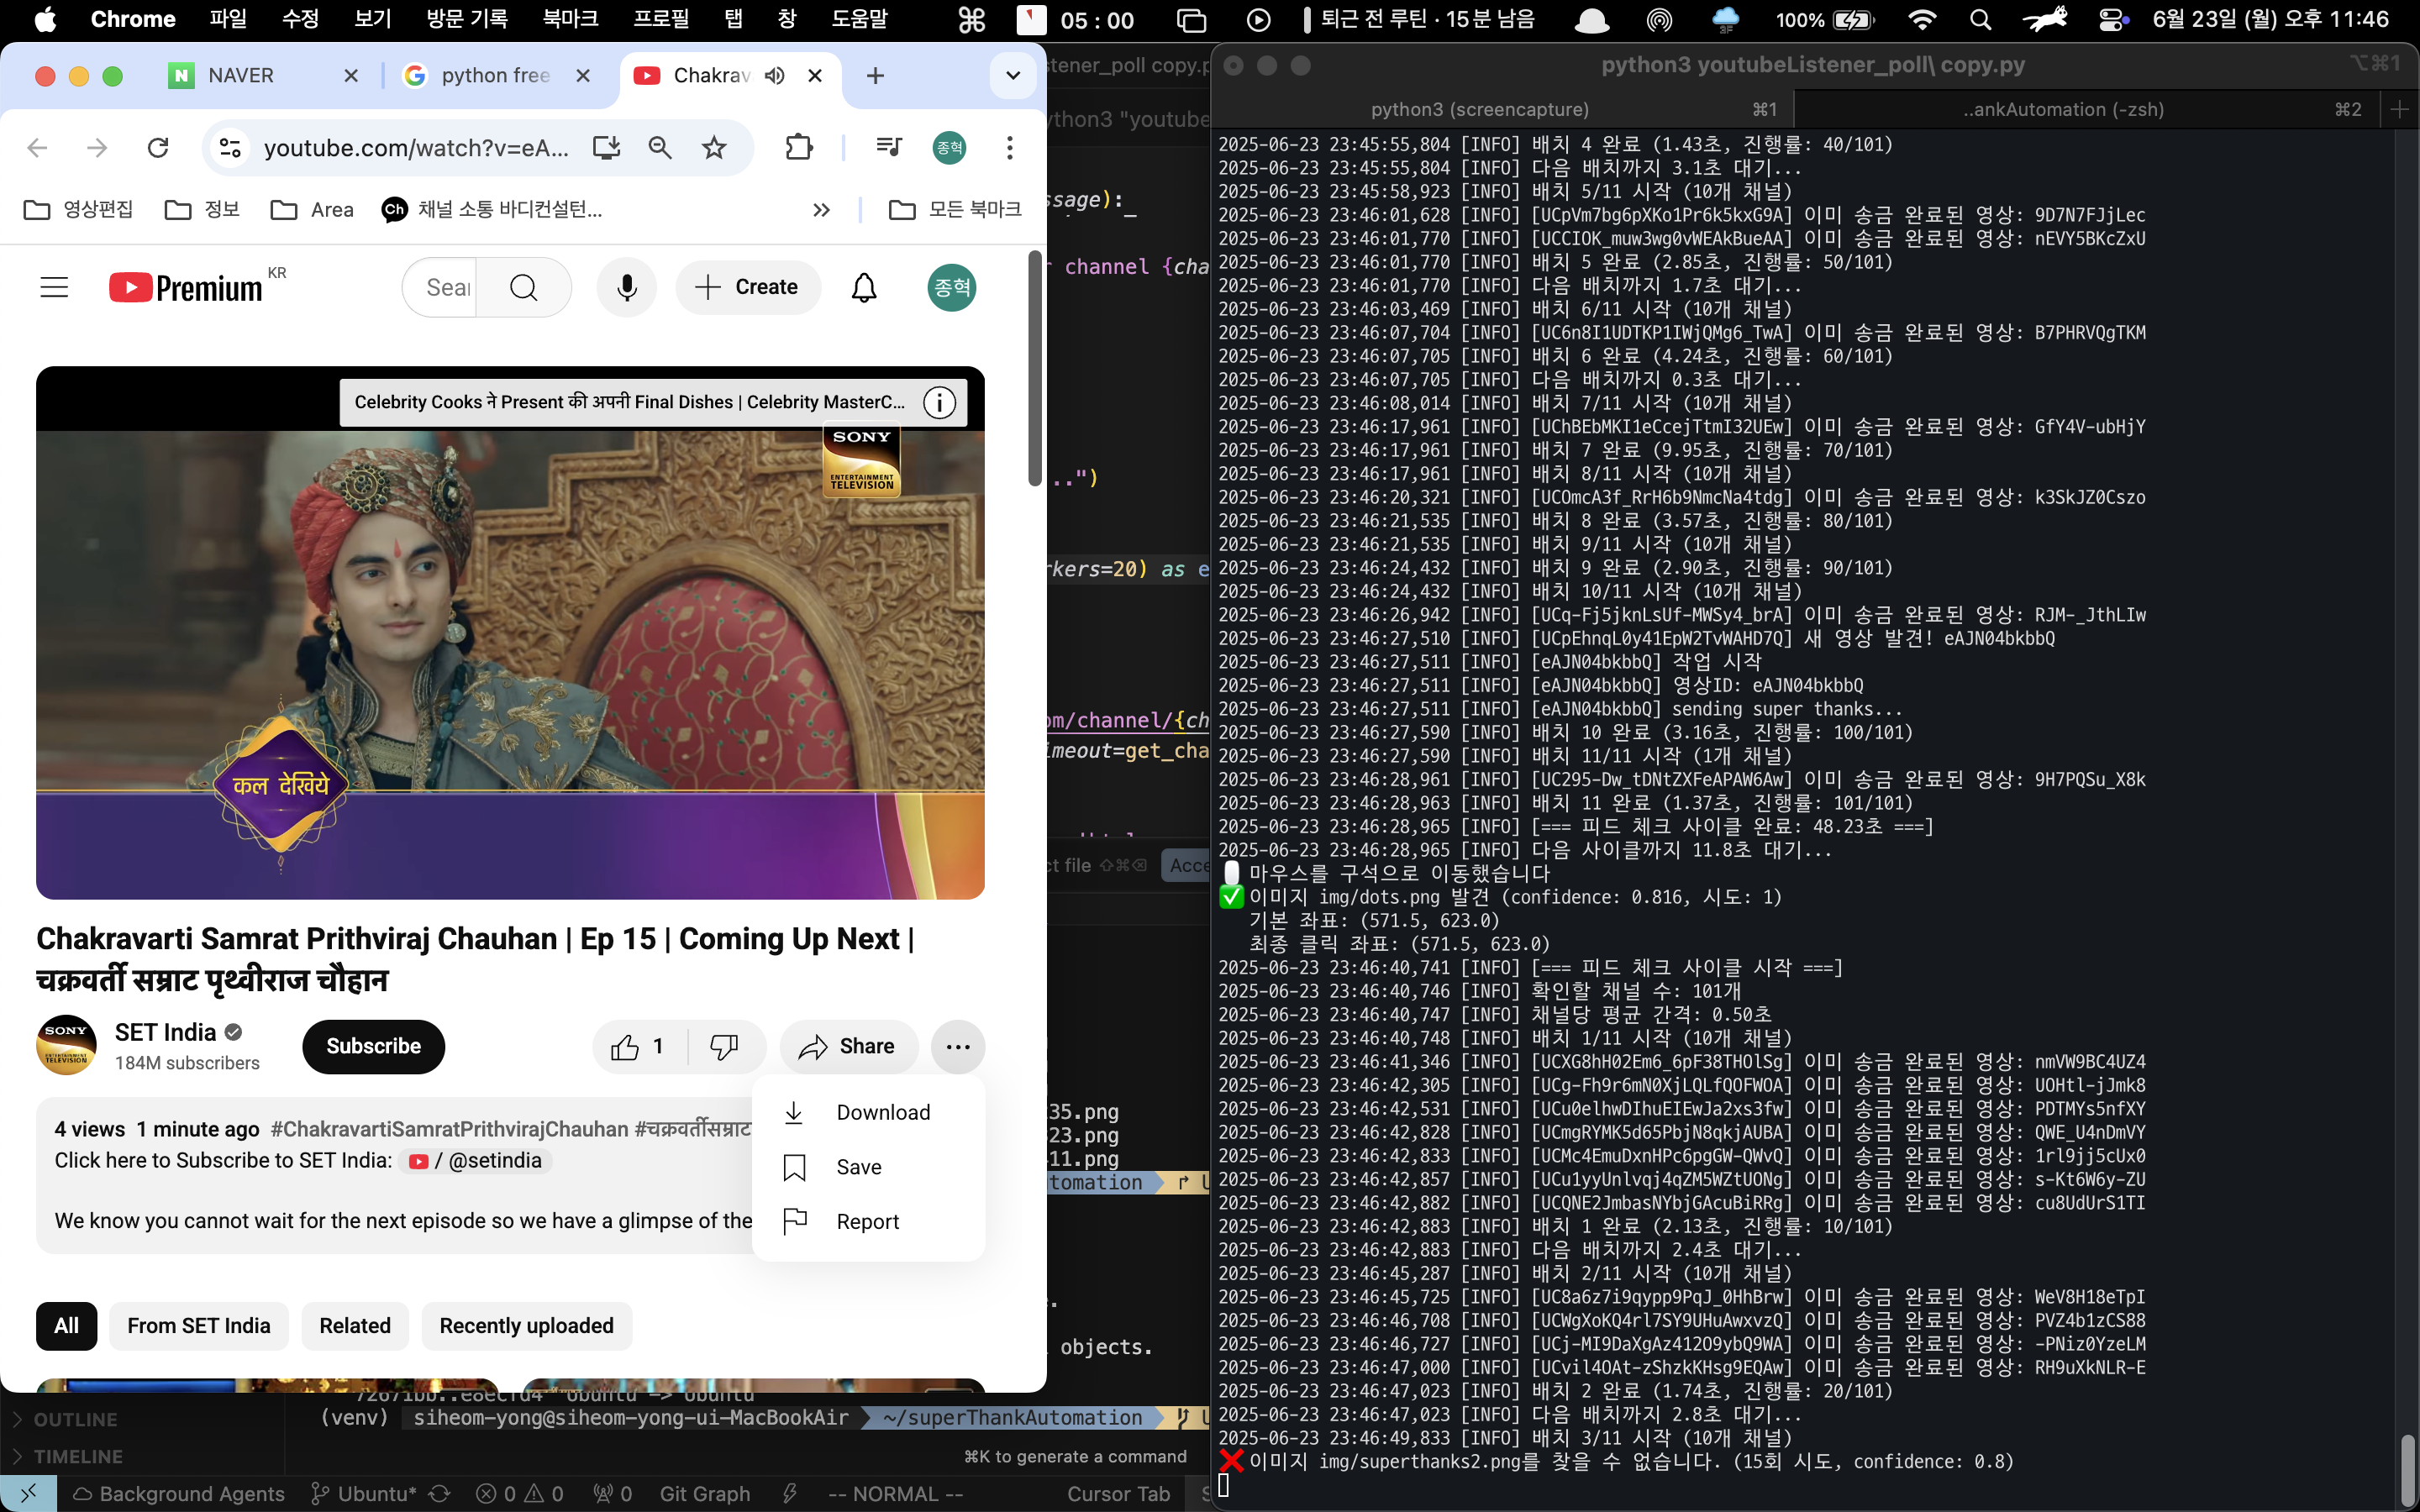 Chrome 파일 수정 보기 방문 기록 북마크 프로필 탭 창 도움말
05 : 00 퇴근 전 루틴 · 15분 남음 3F 100% 6월 23일 (월) 오후 11:46
NAVER
python free
Chakrav
youtube.com/watch?v=eA...
종혁
영상편집
정보
Area
Ch 채널 소통 바디컨설턴...
모든 북마크
Premium KR
Sear
Create
종혁
Celebrity Cooks ने Present की अपनी Final Dishes | Celebrity MasterC...
SONY
ENTERTAINMENT
TELEVISION
कल देखिये
Chakravarti Samrat Prithviraj Chauhan | Ep 15 | Coming Up Next |
चक्रवर्ती सम्राट पृथ्वीराज चौहान
SONY
SET India
184M subscribers
Subscribe
1
Share
Download
Save
Report
4 views 1 minute ago #ChakravartiSamratPrithvirajChauhan #चक्रवर्तीसम्राट
Click here to Subscribe to SET India: / @setindia
We know you cannot wait for the next episode so we have a glimpse of the
All
From SET India
Related
Recently uploaded
stener_poll copy.p
ython3 "youtube
ssage):_
r channel {cha
..")
rkers=20) as e
om/channel/{ch
imeout=get_cha
ct file ⇧⌘⌫ Acce
35.png
23.png
11.png
tomation
objects.
(venv) siheom-yong@siheom-yong-ui-MacBookAir ~/superThankAutomation
⌘K to generate a command
OUTLINE
TIMELINE
Background Agents Ubuntu* 0 0 0 Git Graph -- NORMAL -- Cursor Tab
python3 youtubeListener_poll\ copy.py ⌥⌘1
python3 (screencapture) ⌘1 ..ankAutomation (-zsh) ⌘2
2025-06-23 23:45:55,804 [INFO] 배치 4 완료 (1.43초, 진행률: 40/101)
2025-06-23 23:45:55,804 [INFO] 다음 배치까지 3.1초 대기...
2025-06-23 23:45:58,923 [INFO] 배치 5/11 시작 (10개 채널)
2025-06-23 23:46:01,628 [INFO] [UCpVm7bg6pXKo1Pr6k5kxG9A] 이미 송금 완료된 영상: 9D7N7FJjLec
2025-06-23 23:46:01,770 [INFO] [UCCIOK_muw3wg0vWEAkBueAA] 이미 송금 완료된 영상: nEVY5BKcZxU
2025-06-23 23:46:01,770 [INFO] 배치 5 완료 (2.85초, 진행률: 50/101)
2025-06-23 23:46:01,770 [INFO] 다음 배치까지 1.7초 대기...
2025-06-23 23:46:03,469 [INFO] 배치 6/11 시작 (10개 채널)
2025-06-23 23:46:07,704 [INFO] [UC6n8I1UDTKP1IWjQMg6_TwA] 이미 송금 완료된 영상: B7PHRVQgTKM
2025-06-23 23:46:07,705 [INFO] 배치 6 완료 (4.24초, 진행률: 60/101)
2025-06-23 23:46:07,705 [INFO] 다음 배치까지 0.3초 대기...
2025-06-23 23:46:08,014 [INFO] 배치 7/11 시작 (10개 채널)
2025-06-23 23:46:17,961 [INFO] [UChBEbMKI1eCcejTtmI32UEw] 이미 송금 완료된 영상: GfY4V-ubHjY
2025-06-23 23:46:17,961 [INFO] 배치 7 완료 (9.95초, 진행률: 70/101)
2025-06-23 23:46:17,961 [INFO] 배치 8/11 시작 (10개 채널)
2025-06-23 23:46:20,321 [INFO] [UCOmcA3f_RrH6b9NmcNa4tdg] 이미 송금 완료된 영상: k3SkJZ0Cszo
2025-06-23 23:46:21,535 [INFO] 배치 8 완료 (3.57초, 진행률: 80/101)
2025-06-23 23:46:21,535 [INFO] 배치 9/11 시작 (10개 채널)
2025-06-23 23:46:24,432 [INFO] 배치 9 완료 (2.90초, 진행률: 90/101)
2025-06-23 23:46:24,432 [INFO] 배치 10/11 시작 (10개 채널)
2025-06-23 23:46:26,942 [INFO] [UCq-Fj5jknLsUf-MWSy4_brA] 이미 송금 완료된 영상: RJM-_JthLIw
2025-06-23 23:46:27,510 [INFO] [UCpEhnqL0y41EpW2TvWAHD7Q] 새 영상 발견! eAJN04bkbbQ
2025-06-23 23:46:27,511 [INFO] [eAJN04bkbbQ] 작업 시작
2025-06-23 23:46:27,511 [INFO] [eAJN04bkbbQ] 영상ID: eAJN04bkbbQ
2025-06-23 23:46:27,511 [INFO] [eAJN04bkbbQ] sending super thanks...
2025-06-23 23:46:27,590 [INFO] 배치 10 완료 (3.16초, 진행률: 100/101)
2025-06-23 23:46:27,590 [INFO] 배치 11/11 시작 (1개 채널)
2025-06-23 23:46:28,961 [INFO] [UC295-Dw_tDNtZXFeAPAW6Aw] 이미 송금 완료된 영상: 9H7PQSu_X8k
2025-06-23 23:46:28,963 [INFO] 배치 11 완료 (1.37초, 진행률: 101/101)
2025-06-23 23:46:28,965 [INFO] [=== 피드 체크 사이클 완료: 48.23초 ===]
2025-06-23 23:46:28,965 [INFO] 다음 사이클까지 11.8초 대기...
마우스를 구석으로 이동했습니다
✅ 이미지 img/dots.png 발견 (confidence: 0.816, 시도: 1)
기본 좌표: (571.5, 623.0)
최종 클릭 좌표: (571.5, 623.0)
2025-06-23 23:46:40,741 [INFO] [=== 피드 체크 사이클 시작 ===]
2025-06-23 23:46:40,746 [INFO] 확인할 채널 수: 101개
2025-06-23 23:46:40,747 [INFO] 채널당 평균 간격: 0.50초
2025-06-23 23:46:40,748 [INFO] 배치 1/11 시작 (10개 채널)
2025-06-23 23:46:41,346 [INFO] [UCXG8hH02Em6_6pF38THOlSg] 이미 송금 완료된 영상: nmVW9BC4UZ4
2025-06-23 23:46:42,305 [INFO] [UCg-Fh9r6mN0XjLQLfQOFWOA] 이미 송금 완료된 영상: UOHtl-jJmk8
2025-06-23 23:46:42,531 [INFO] [UCu0elhwDIhuEIEwJa2xs3fw] 이미 송금 완료된 영상: PDTMYs5nfXY
2025-06-23 23:46:42,828 [INFO] [UCmgRYMK5d65PbjN8qkjAUBA] 이미 송금 완료된 영상: QWE_U4nDmVY
2025-06-23 23:46:42,833 [INFO] [UCMc4EmuDxnHPc6pgGW-QWvQ] 이미 송금 완료된 영상: 1rl9jj5cUx0
2025-06-23 23:46:42,857 [INFO] [UCu1yyUnlvqj4qZM5WZtUONg] 이미 송금 완료된 영상: s-Kt6W6y-ZU
2025-06-23 23:46:42,882 [INFO] [UCQNE2JmbasNYbjGAcuBiRRg] 이미 송금 완료된 영상: cu8UdUrS1TI
2025-06-23 23:46:42,883 [INFO] 배치 1 완료 (2.13초, 진행률: 10/101)
2025-06-23 23:46:42,883 [INFO] 다음 배치까지 2.4초 대기...
2025-06-23 23:46:45,287 [INFO] 배치 2/11 시작 (10개 채널)
2025-06-23 23:46:45,725 [INFO] [UC8a6z7i9qypp9PqJ_0HhBrw] 이미 송금 완료된 영상: WeV8H18eTpI
2025-06-23 23:46:46,708 [INFO] [UCWgXoKQ4rl7SY9UHuAwxvzQ] 이미 송금 완료된 영상: PVZ4b1zCS88
2025-06-23 23:46:46,727 [INFO] [UCj-MI9DaXgAz412O9ybQ9WA] 이미 송금 완료된 영상: -PNiz0YzeLM
2025-06-23 23:46:47,000 [INFO] [UCvil4OAt-zShzkKHsg9EQAw] 이미 송금 완료된 영상: RH9uXkNLR-E
2025-06-23 23:46:47,023 [INFO] 배치 2 완료 (1.74초, 진행률: 20/101)
2025-06-23 23:46:47,023 [INFO] 다음 배치까지 2.8초 대기...
2025-06-23 23:46:49,833 [INFO] 배치 3/11 시작 (10개 채널)
❌ 이미지 img/superthanks2.png를 찾을 수 없습니다. (15회 시도, confidence: 0.8)